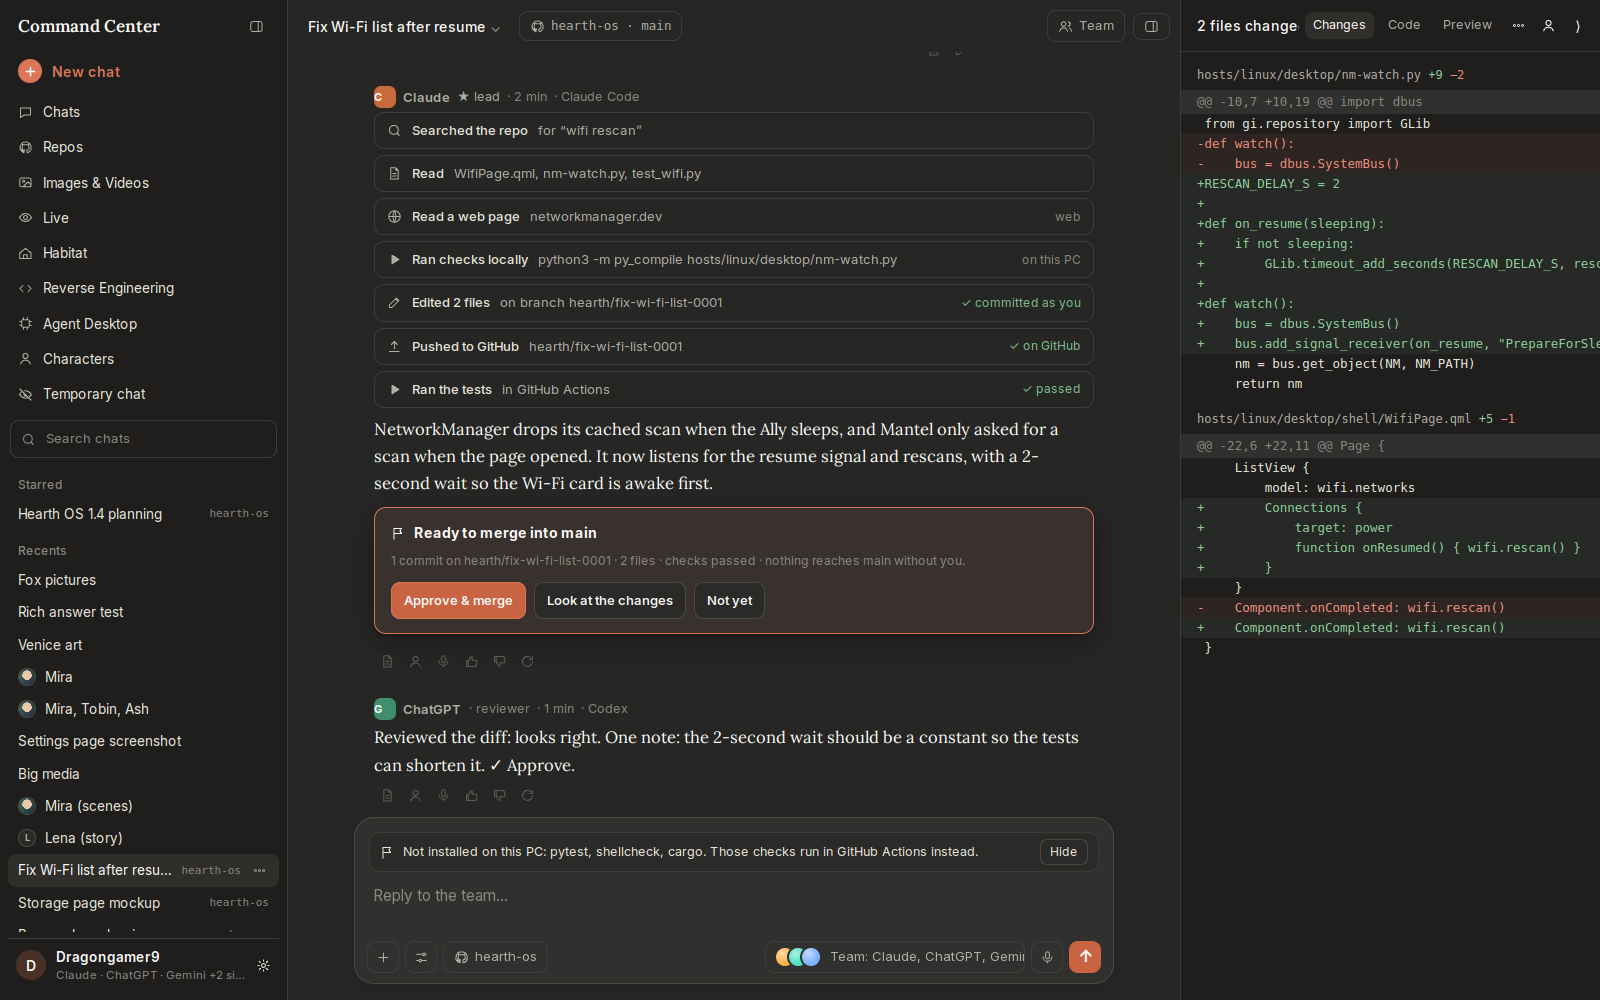 Command Center
New chat
Chats
Repos
Images & Videos
Live
Habitat
Reverse Engineering
Agent Desktop
Characters
Temporary chat
Search chats
Starred
Hearth OS 1.4 planning hearth-os
Recents
Fox pictures
Rich answer test
Venice art
Mira
Mira, Tobin, Ash
Settings page screenshot
Big media
Mira (scenes)
L Lena (story)
Fix Wi-Fi list after resu... hearth-os
Storage page mockup hearth-os
D Dragongamer9
Claude · ChatGPT · Gemini +2 si...
Fix Wi-Fi list after resume
hearth-os · main
Team
C Claude ★ lead · 2 min · Claude Code
Searched the repo for “wifi rescan”
Read WifiPage.qml, nm-watch.py, test_wifi.py
Read a web page networkmanager.dev web
Ran checks locally python3 -m py_compile hosts/linux/desktop/nm-watch.py on this PC
Edited 2 files on branch hearth/fix-wi-fi-list-0001 ✓ committed as you
Pushed to GitHub hearth/fix-wi-fi-list-0001 ✓ on GitHub
Ran the tests in GitHub Actions ✓ passed
NetworkManager drops its cached scan when the Ally sleeps, and Mantel only asked for a
scan when the page opened. It now listens for the resume signal and rescans, with a 2-
second wait so the Wi-Fi card is awake first.
Ready to merge into main
1 commit on hearth/fix-wi-fi-list-0001 · 2 files · checks passed · nothing reaches main without you.
Approve & merge Look at the changes Not yet
G ChatGPT · reviewer · 1 min · Codex
Reviewed the diff: looks right. One note: the 2-second wait should be a constant so the tests
can shorten it. ✓ Approve.
Not installed on this PC: pytest, shellcheck, cargo. Those checks run in GitHub Actions instead. Hide
Reply to the team...
hearth-os
Team: Claude, ChatGPT, Gemin
2 files change Changes Code Preview
hosts/linux/desktop/nm-watch.py +9 −2
@@ -10,7 +10,19 @@ import dbus
from gi.repository import GLib
-def watch():
-    bus = dbus.SystemBus()
+RESCAN_DELAY_S = 2
+
+def on_resume(sleeping):
+    if not sleeping:
+        GLib.timeout_add_seconds(RESCAN_DELAY_S, resc
+
+def watch():
+    bus = dbus.SystemBus()
+    bus.add_signal_receiver(on_resume, "PrepareForSle
     nm = bus.get_object(NM, NM_PATH)
     return nm
hosts/linux/desktop/shell/WifiPage.qml +5 −1
@@ -22,6 +22,11 @@ Page {
     ListView {
         model: wifi.networks
+        Connections {
+            target: power
+            function onResumed() { wifi.rescan() }
+        }
     }
-    Component.onCompleted: wifi.rescan()
+    Component.onCompleted: wifi.rescan()
 }